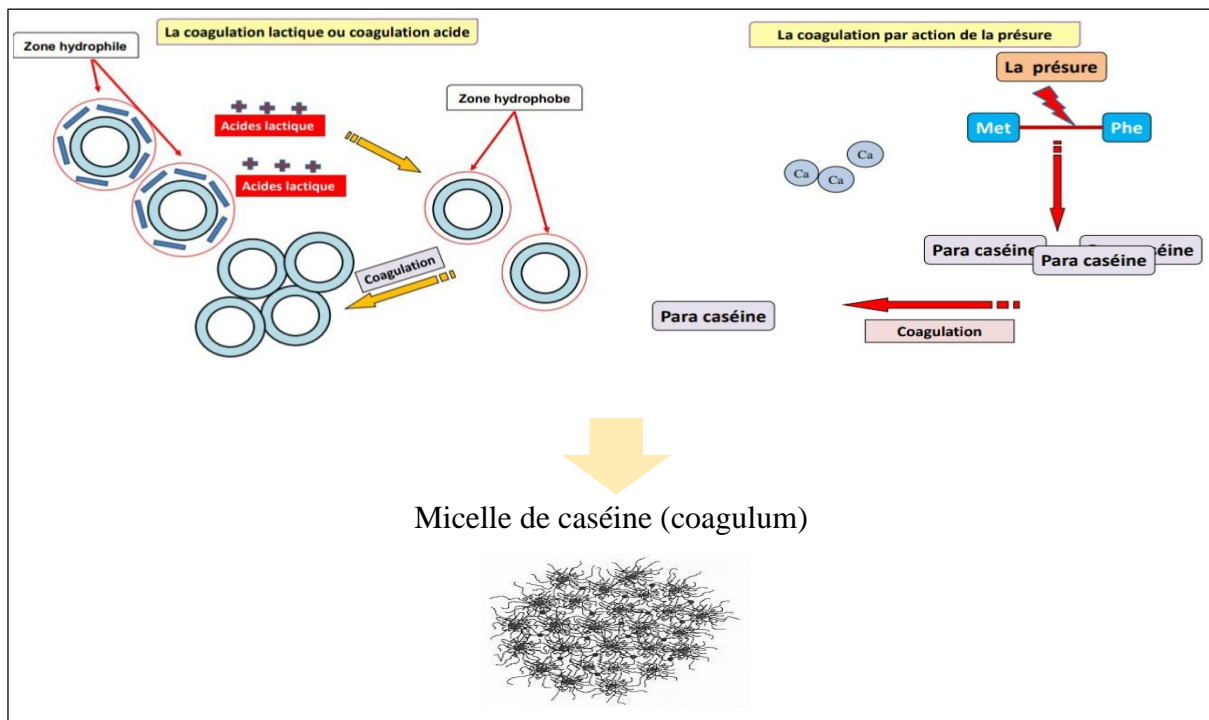 La coagulation lactique ou coagulation acide
Zone hydrophile
Acides lactique
Acides lactique
Zone hydrophobe
Coagulation
La coagulation par action de la présure
La présure
Met
Phe
Ca
Ca
Ca
Para caséine
Para caséine
Coagulation
Para caséine
Micelle de caséine (coagulum)